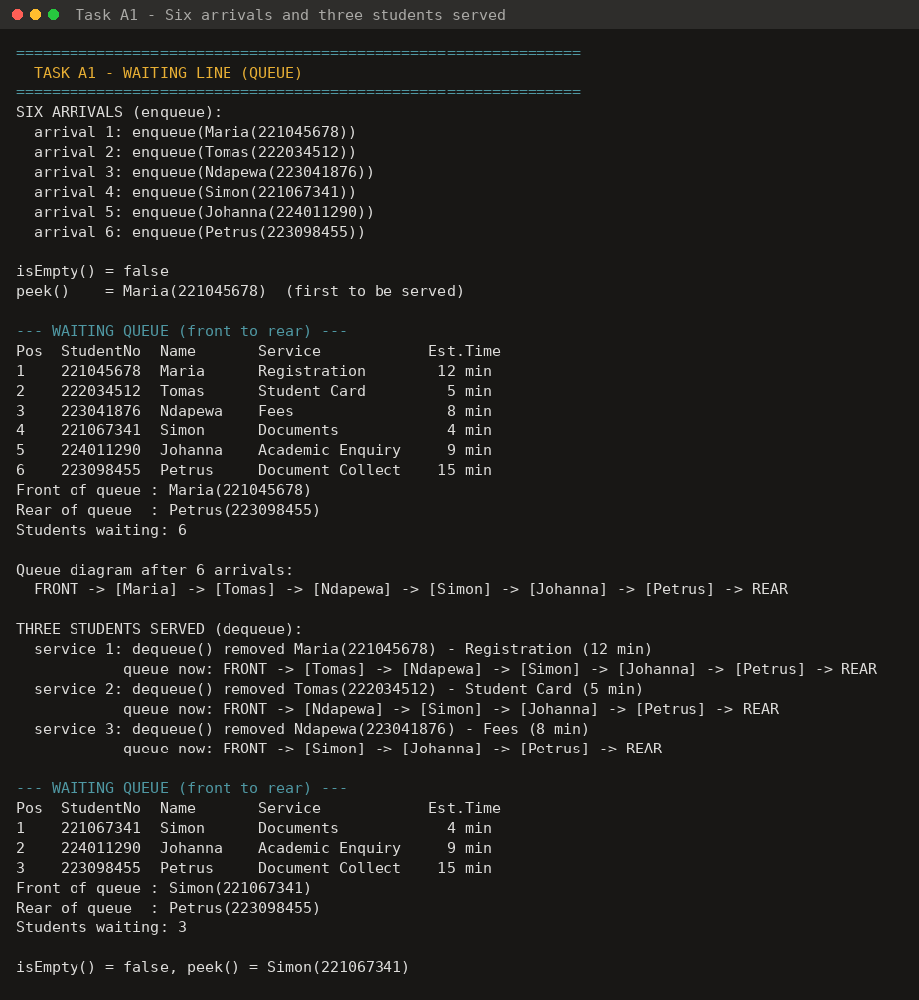 Task A1 - Six arrivals and three students served
===============================================================
  TASK A1 - WAITING LINE (QUEUE)
===============================================================
SIX ARRIVALS (enqueue):
  arrival 1: enqueue(Maria(221045678))
  arrival 2: enqueue(Tomas(222034512))
  arrival 3: enqueue(Ndapewa(223041876))
  arrival 4: enqueue(Simon(221067341))
  arrival 5: enqueue(Johanna(224011290))
  arrival 6: enqueue(Petrus(223098455))

isEmpty() = false
peek()    = Maria(221045678)  (first to be served)

--- WAITING QUEUE (front to rear) ---
Pos  StudentNo  Name       Service            Est.Time
1    221045678  Maria      Registration        12 min
2    222034512  Tomas      Student Card         5 min
3    223041876  Ndapewa    Fees                 8 min
4    221067341  Simon      Documents            4 min
5    224011290  Johanna    Academic Enquiry     9 min
6    223098455  Petrus     Document Collect    15 min
Front of queue : Maria(221045678)
Rear of queue  : Petrus(223098455)
Students waiting: 6

Queue diagram after 6 arrivals:
  FRONT -> [Maria] -> [Tomas] -> [Ndapewa] -> [Simon] -> [Johanna] -> [Petrus] -> REAR

THREE STUDENTS SERVED (dequeue):
  service 1: dequeue() removed Maria(221045678) - Registration (12 min)
            queue now: FRONT -> [Tomas] -> [Ndapewa] -> [Simon] -> [Johanna] -> [Petrus] -> REAR
  service 2: dequeue() removed Tomas(222034512) - Student Card (5 min)
            queue now: FRONT -> [Ndapewa] -> [Simon] -> [Johanna] -> [Petrus] -> REAR
  service 3: dequeue() removed Ndapewa(223041876) - Fees (8 min)
            queue now: FRONT -> [Simon] -> [Johanna] -> [Petrus] -> REAR

--- WAITING QUEUE (front to rear) ---
Pos  StudentNo  Name       Service            Est.Time
1    221067341  Simon      Documents            4 min
2    224011290  Johanna    Academic Enquiry     9 min
3    223098455  Petrus     Document Collect    15 min
Front of queue : Simon(221067341)
Rear of queue  : Petrus(223098455)
Students waiting: 3

isEmpty() = false, peek() = Simon(221067341)